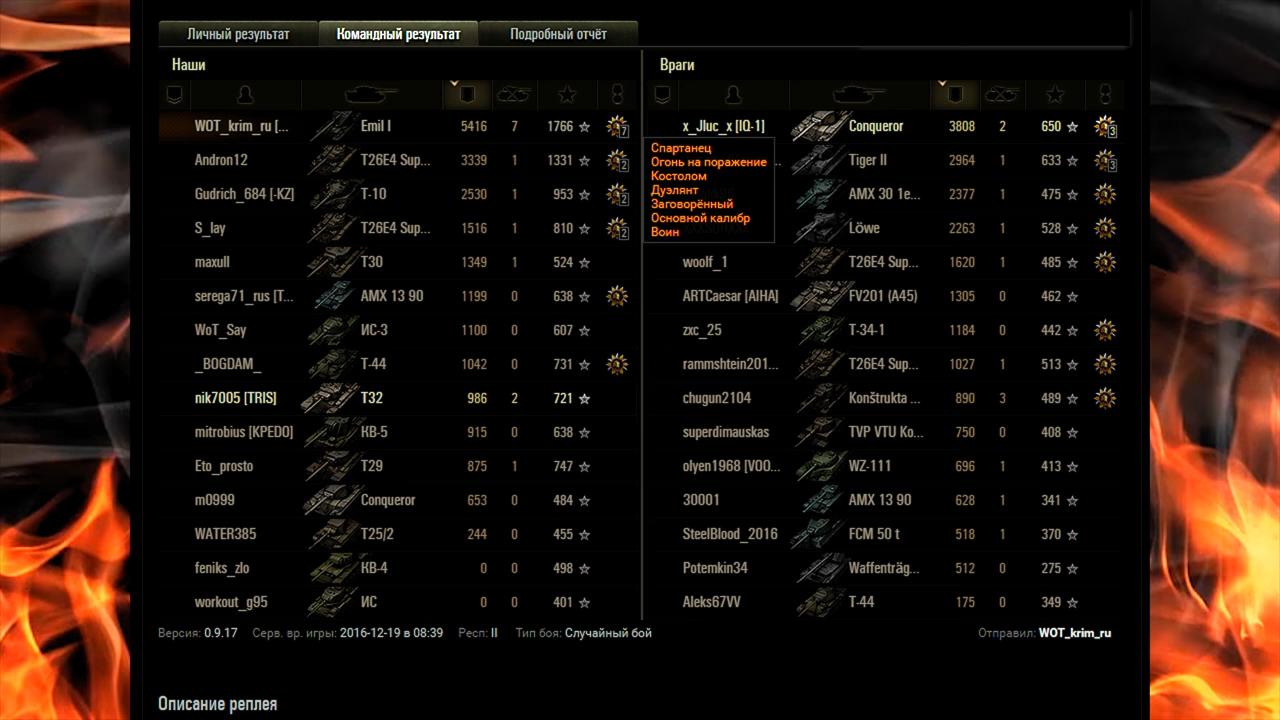 Личный результат Командный результат Подробный отчёт
Наши Враги
WOT_krim_ru [... Emil I 5416 7 1766 7 x_Jluc_x [IQ-1] Conqueror 3808 2 650 3
Спартанец
Огонь на поражение
Костолом
Дуэлянт
Заговорённый
Основной калибр
Воин
Andron12 T26E4 Sup... 3339 1 1331 2 ... Tiger II 2964 1 633 3
Gudrich_684 [-KZ] Т-10 2530 1 953 2 AMX 30 1e... 2377 1 475
S_lay T26E4 Sup... 1516 1 810 2 Löwe 2263 1 528
maxull T30 1349 1 524 woolf_1 T26E4 Sup... 1620 1 485
serega71_rus [T... AMX 13 90 1199 0 638 ARTCaesar [AIHA] FV201 (A45) 1305 0 462
WoT_Say ИС-3 1100 0 607 zxc_25 T-34-1 1184 0 442
_BOGDAM_ Т-44 1042 0 731 rammshtein201... T26E4 Sup... 1027 1 513
nik7005 [TRIS] T32 986 2 721 chugun2104 Konštrukta ... 890 3 489
mitrobius [KPEDO] КВ-5 915 0 638 superdimauskas TVP VTU Ko... 750 0 408
Eto_prosto T29 875 1 747 olyen1968 [VOO... WZ-111 696 1 413
m0999 Conqueror 653 0 484 30001 AMX 13 90 628 1 341
WATER385 T25/2 244 0 455 SteelBlood_2016 FCM 50 t 518 1 370
feniks_zlo КВ-4 0 0 498 Potemkin34 Waffenträg... 512 0 275
workout_g95 ИС 0 0 401 Aleks67VV Т-44 175 0 349
Версия: 0.9.17 Серв. вр. игры: 2016-12-19 в 08:39 Респ: II Тип боя: Случайный бой Отправил: WOT_krim_ru
Описание реплея